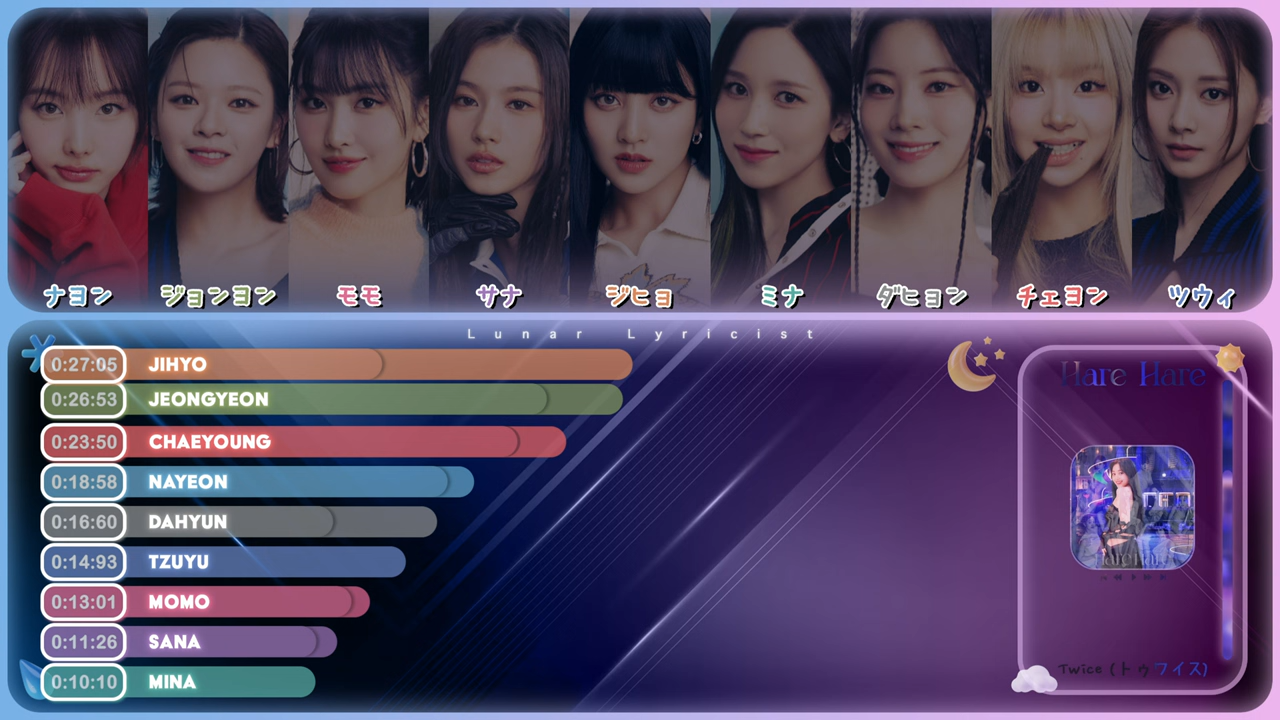 ナヨン
ジョンヨン
モモ
サナ
ジヒョ
ミナ
ダヒョン
チェヨン
ツウィ
Lunar Lyricist
0:27:05 JIHYO
0:26:53 JEONGYEON
0:23:50 CHAEYOUNG
0:18:58 NAYEON
0:16:60 DAHYUN
0:14:93 TZUYU
0:13:01 MOMO
0:11:26 SANA
0:10:10 MINA
Hare Hare
Twice (トゥワイス)